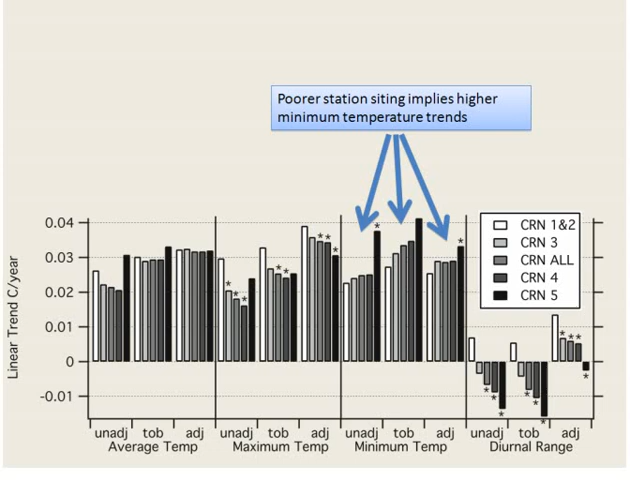 Poorer station siting implies higher
minimum temperature trends
0.04
0.03
0.02
0.01
0
-0.01
Linear Trend C/year
CRN 1&2
CRN 3
CRN ALL
CRN 4
CRN 5
unadj tob adj unadj tob adj unadj tob adj unadj tob adj
Average Temp Maximum Temp Minimum Temp Diurnal Range